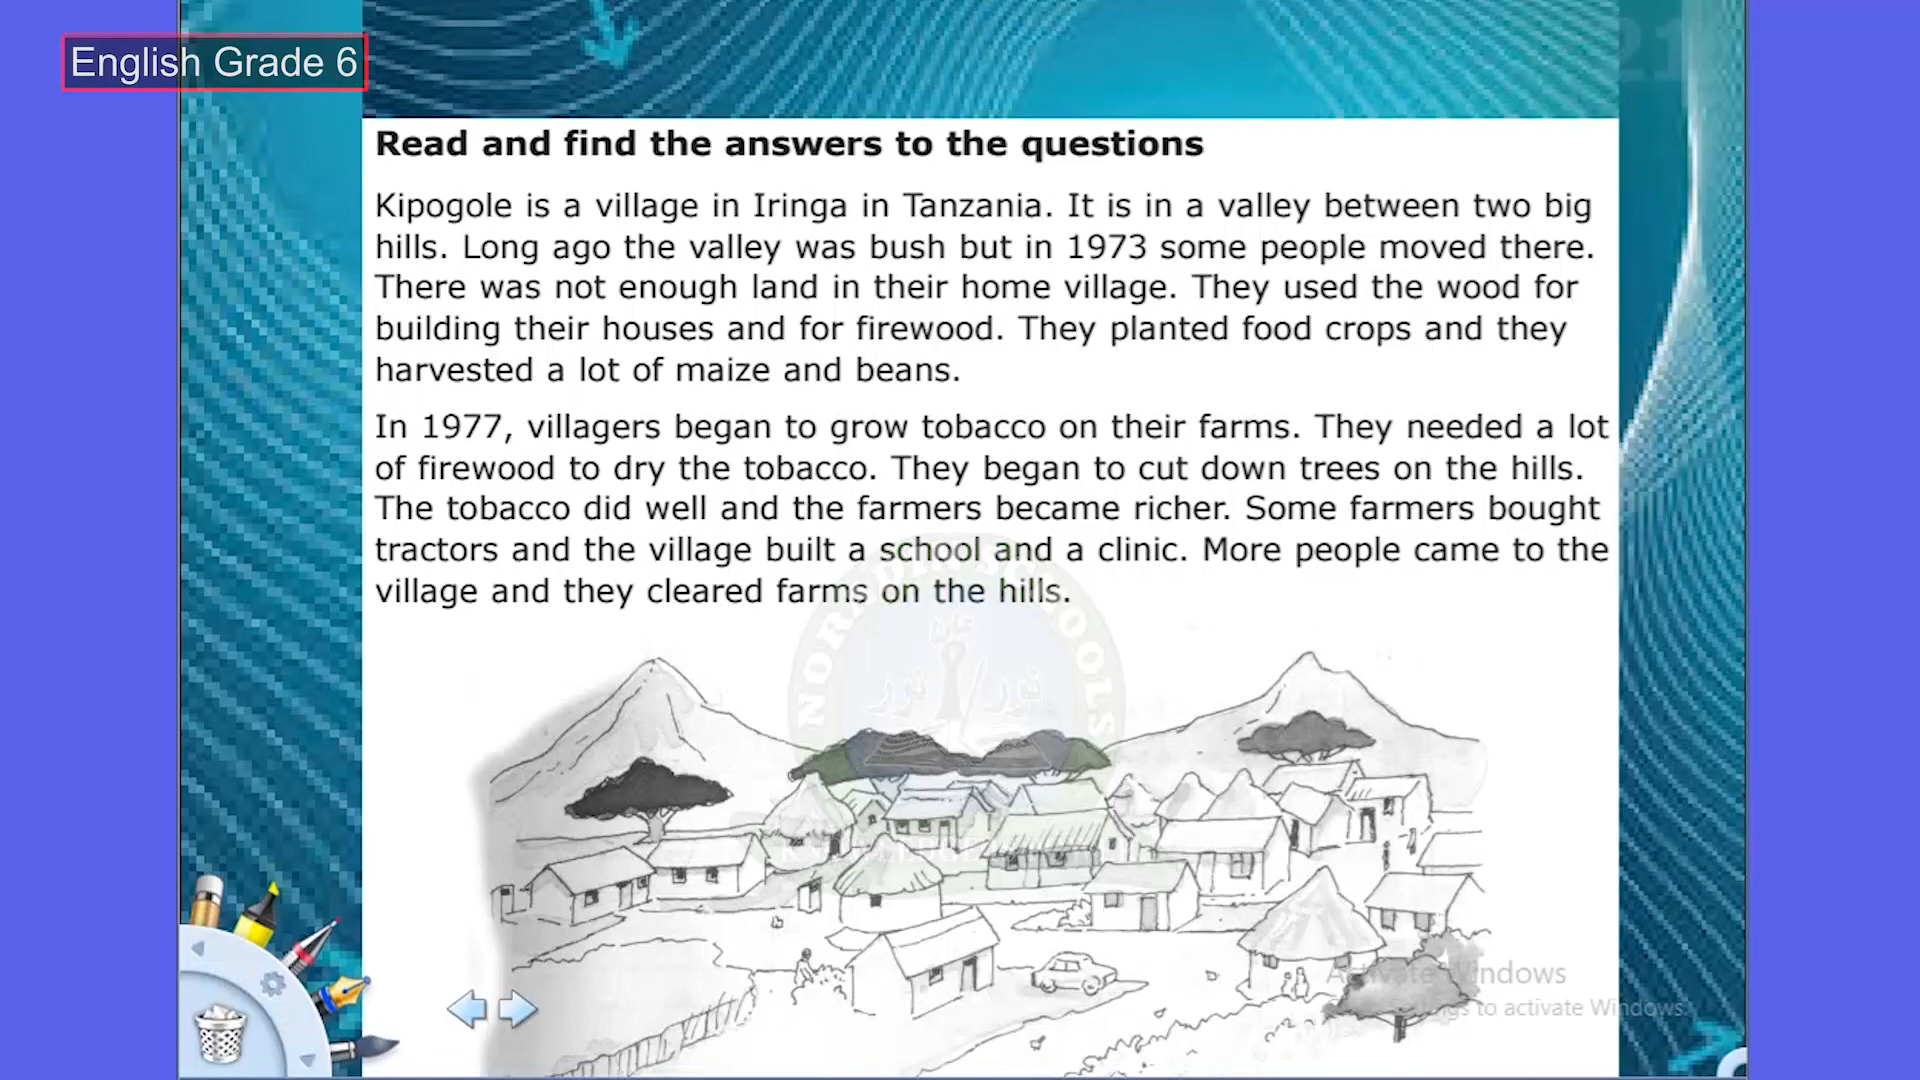 English Grade 6
Read and find the answers to the questions
Kipogole is a village in Iringa in Tanzania. It is in a valley between two big
hills. Long ago the valley was bush but in 1973 some people moved there.
There was not enough land in their home village. They used the wood for
building their houses and for firewood. They planted food crops and they
harvested a lot of maize and beans.
In 1977, villagers began to grow tobacco on their farms. They needed a lot
of firewood to dry the tobacco. They began to cut down trees on the hills.
The tobacco did well and the farmers became richer. Some farmers bought
tractors and the village built a school and a clinic. More people came to the
village and they cleared farms on the hills.
SCHOOLS
Activate Windows
to activate Windows.